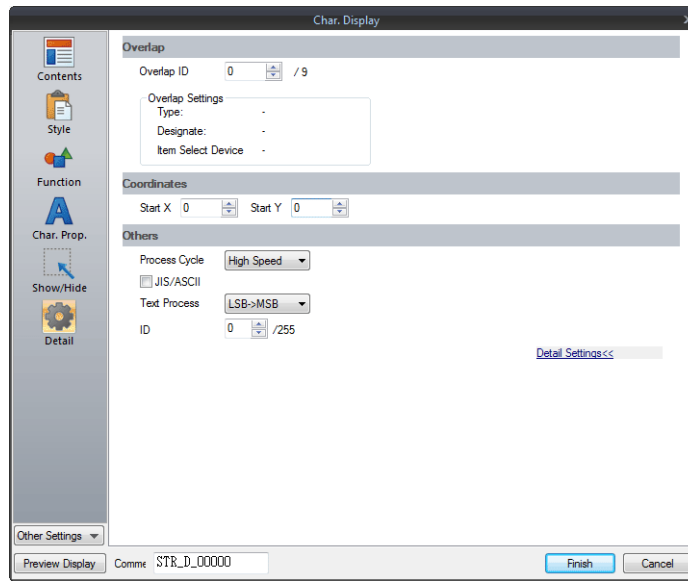 Char. Display
Contents
Style
Function
Char. Prop.
Show/Hide
Detail
Other Settings
Overlap
Overlap ID 0 / 9
Overlap Settings
Type: -
Designate: -
Item Select Device -
Coordinates
Start X 0 Start Y 0
Others
Process Cycle High Speed
JIS/ASCII
Text Process LSB->MSB
ID 0 /255
Detail Settings<<
Preview Display Comme STR_D_00000 Finish Cancel